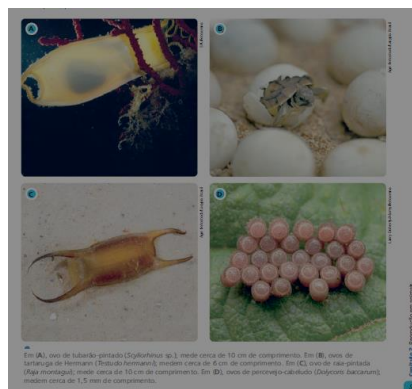 A
B
C
D
Em (A), ovo de tubarão-pintado (Scyliorhinus sp.); mede cerca de 10 cm de comprimento. Em (B), ovos de
tartaruga de Hermann (Testudo hermanni); medem cerca de 6 cm de comprimento. Em (C), ovo de raia-pintada
(Raja montagui); mede cerca de 10 cm de comprimento. Em (D), ovos de percevejo-cabeludo (Dolycoris baccarum);
medem cerca de 1,5 mm de comprimento.